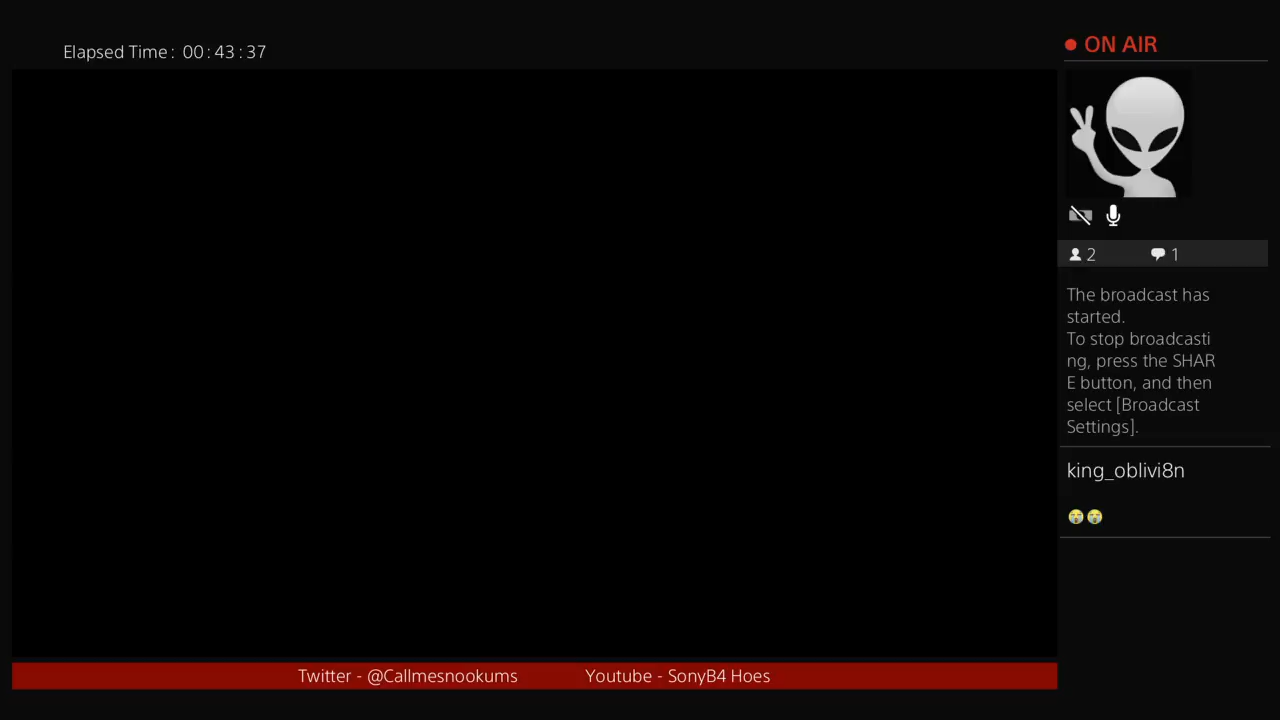 Elapsed Time: 00:43:37
ON AIR
2 1
The broadcast has
started.
To stop broadcasti
ng, press the SHAR
E button, and then
select [Broadcast
Settings].
king_oblivi8n
😭😭
Twitter - @Callmesnookums Youtube - SonyB4 Hoes